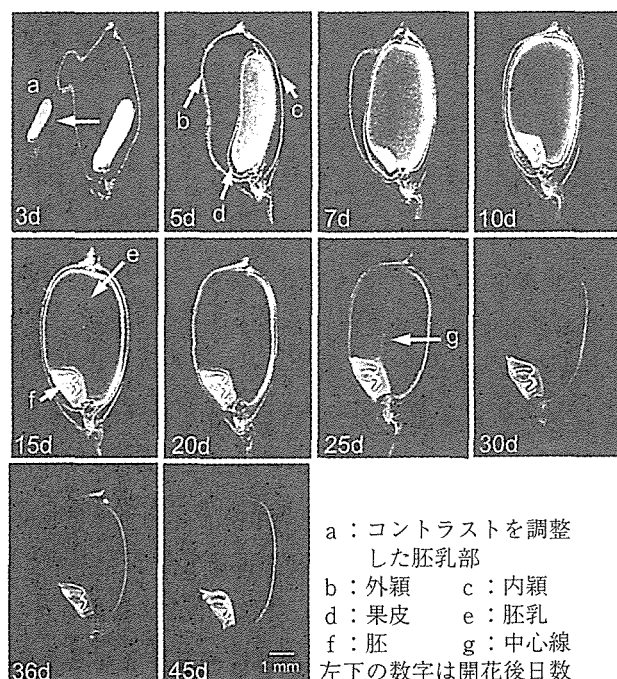 a
3d
b
c
d
5d
7d
10d
e
f
15d
20d
g
25d
30d
36d
45d
1 mm
a：コントラストを調整
した胚乳部
b：外穎 c：内穎
d：果皮 e：胚乳
f：胚 g：中心線
左下の数字は開花後日数